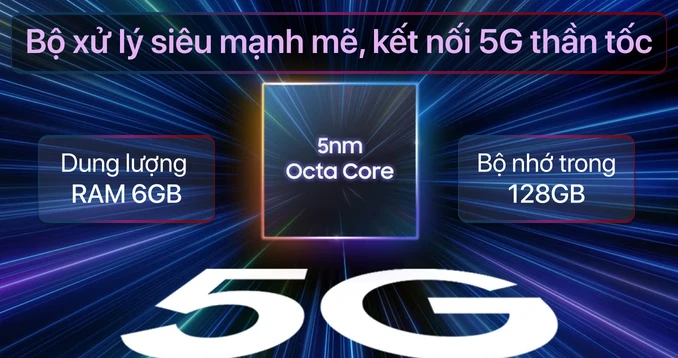 Bộ xử lý siêu mạnh mẽ, kết nối 5G thần tốc
5nm
Octa Core
Dung lượng
RAM 6GB
Bộ nhớ trong
128GB
5G